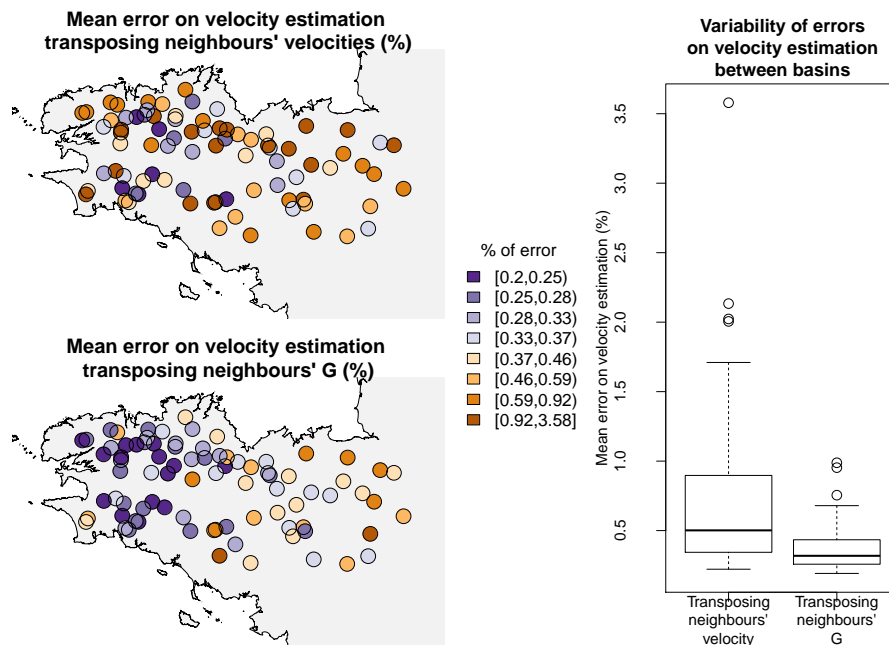 Mean error on velocity estimation
transposing neighbours' velocities (%)
Mean error on velocity estimation
transposing neighbours' G (%)
% of error
[0.2,0.25)
[0.25,0.28)
[0.28,0.33)
[0.33,0.37)
[0.37,0.46)
[0.46,0.59)
[0.59,0.92)
[0.92,3.58]
Variability of errors
on velocity estimation
between basins
Mean error on velocity estimation (%)
3.5
3.0
2.5
2.0
1.5
1.0
0.5
Transposing
neighbours'
velocity
Transposing
neighbours'
G